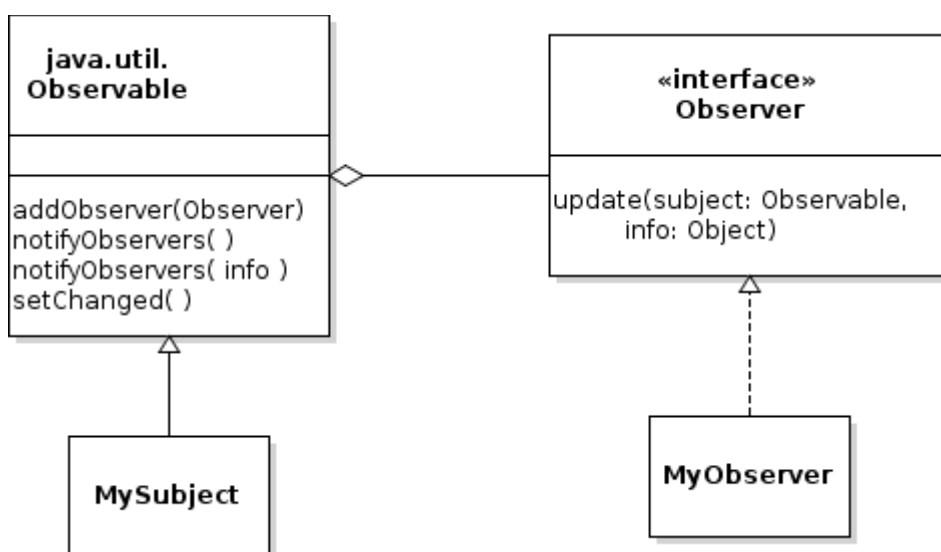 java.util.
Observable
addObserver(Observer)
notifyObservers( )
notifyObservers( info )
setChanged( )
«interface»
Observer
update(subject: Observable,
info: Object)
MySubject
MyObserver